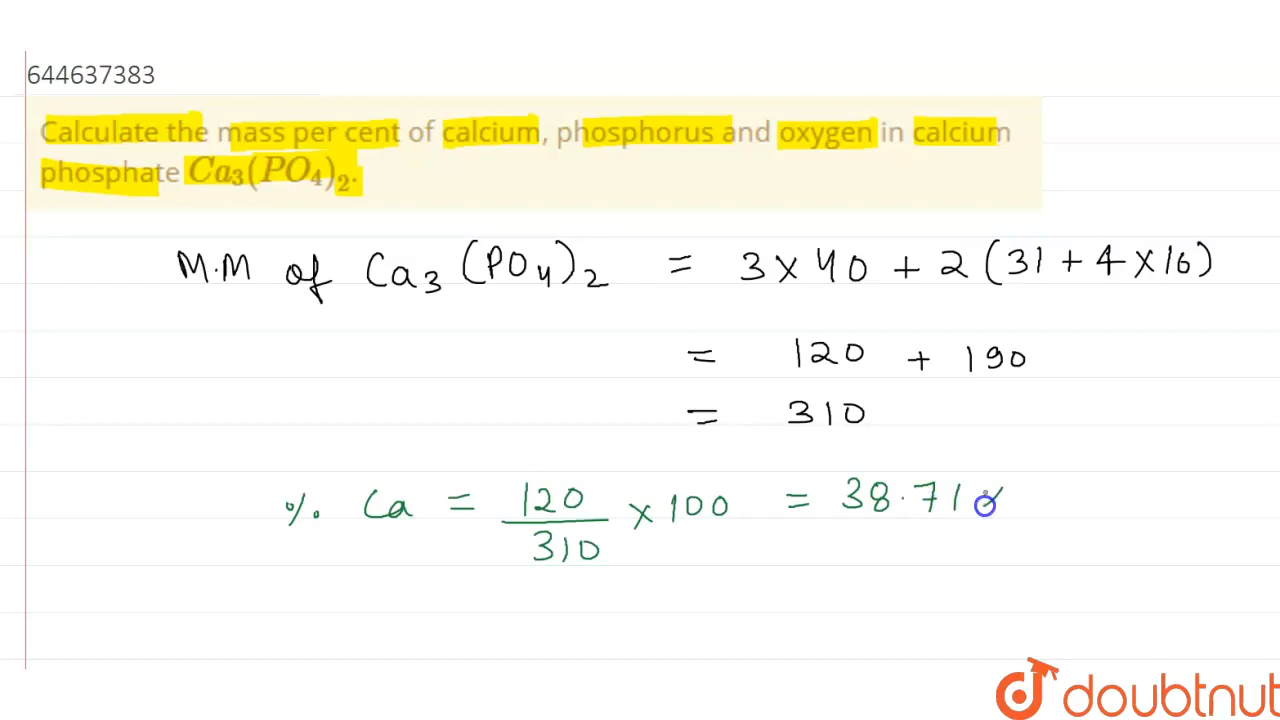 644637383
Calculate the mass per cent of calcium, phosphorus and oxygen in calcium
phosphate Ca₃(PO₄)₂.
M.M of Ca₃(PO₄)₂ = 3 × 40 + 2 (31 + 4 × 16)
= 120 + 190
= 310
% Ca = 120/310 × 100 = 38.71%
doubtnut